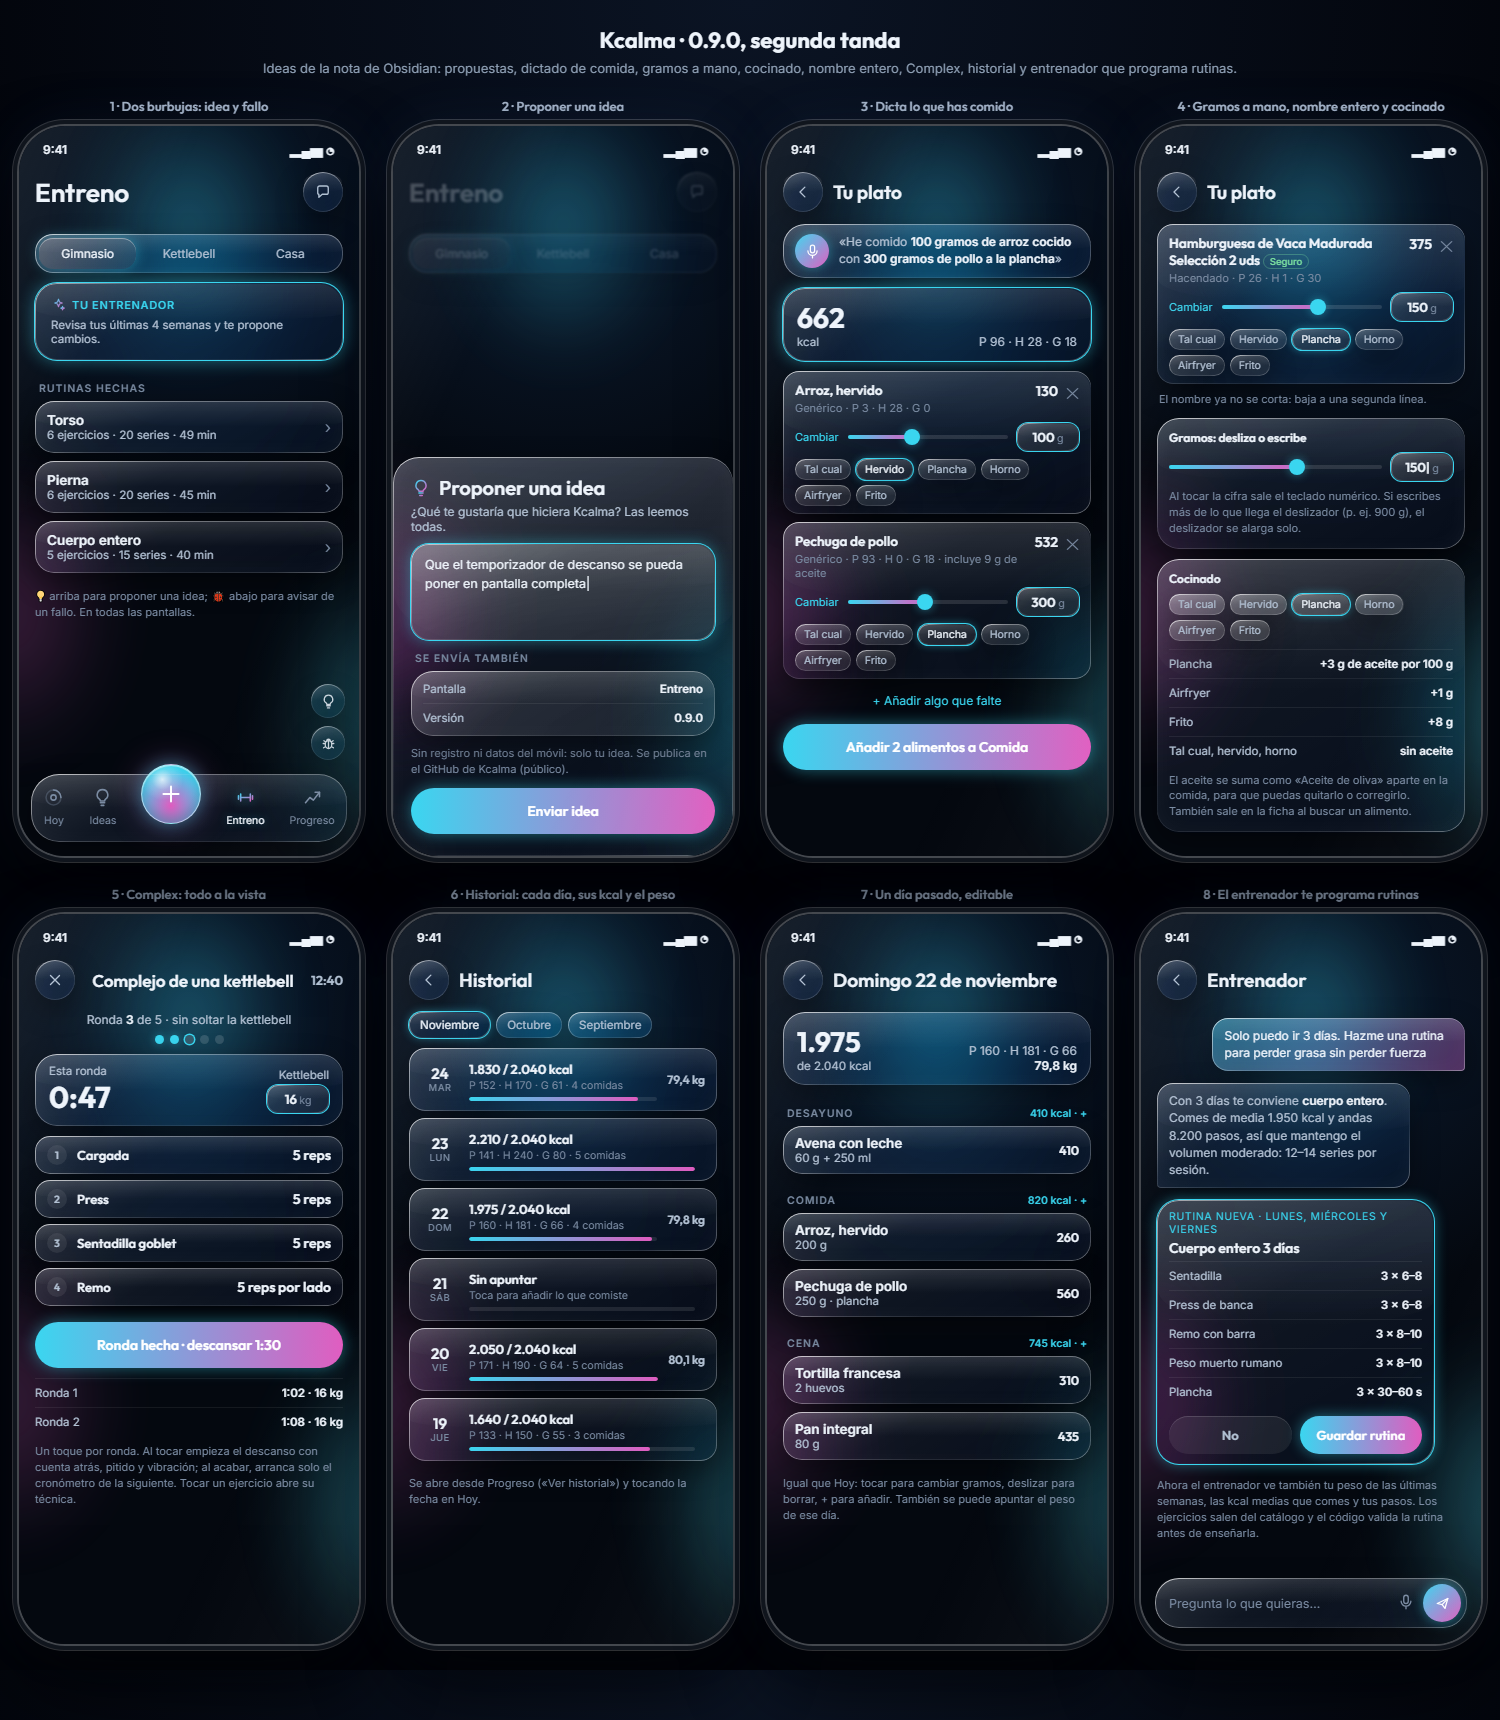 Kcalma · 0.9.0, segunda tanda
Ideas de la nota de Obsidian: propuestas, dictado de comida, gramos a mano, cocinado, nombre entero, Complex, historial y entrenador que programa rutinas.
1 · Dos burbujas: idea y fallo
9:41
Entreno
Gimnasio
Kettlebell
Casa
TU ENTRENADOR
Revisa tus últimas 4 semanas y te propone
cambios.
RUTINAS HECHAS
Torso
6 ejercicios · 20 series · 49 min
Pierna
6 ejercicios · 20 series · 45 min
Cuerpo entero
5 ejercicios · 15 series · 40 min
arriba para proponer una idea; abajo para avisar de
un fallo. En todas las pantallas.
Hoy
Ideas
Entreno
Progreso
2 · Proponer una idea
9:41
Entreno
Gimnasio
Kettlebell
Casa
Proponer una idea
¿Qué te gustaría que hiciera Kcalma? Las leemos
todas.
Que el temporizador de descanso se pueda
poner en pantalla completa
SE ENVÍA TAMBIÉN
Pantalla Entreno
Versión 0.9.0
Sin registro ni datos del móvil: solo tu idea. Se publica en
el GitHub de Kcalma (público).
Enviar idea
3 · Dicta lo que has comido
9:41
Tu plato
«He comido 100 gramos de arroz cocido
con 300 gramos de pollo a la plancha»
662
kcal P 96 · H 28 · G 18
Arroz, hervido 130
Genérico · P 3 · H 28 · G 0
Cambiar 100 g
Tal cual Hervido Plancha Horno
Airfryer Frito
Pechuga de pollo 532
Genérico · P 93 · H 0 · G 18 · incluye 9 g de
aceite
Cambiar 300 g
Tal cual Hervido Plancha Horno
Airfryer Frito
+ Añadir algo que falte
Añadir 2 alimentos a Comida
4 · Gramos a mano, nombre entero y cocinado
9:41
Tu plato
Hamburguesa de Vaca Madurada 375
Selección 2 uds Seguro
Hacendado · P 26 · H 1 · G 30
Cambiar 150 g
Tal cual Hervido Plancha Horno
Airfryer Frito
El nombre ya no se corta: baja a una segunda línea.
Gramos: desliza o escribe
150 g
Al tocar la cifra sale el teclado numérico. Si escribes
más de lo que llega el deslizador (p. ej. 900 g), el
deslizador se alarga solo.
Cocinado
Tal cual Hervido Plancha Horno
Airfryer Frito
Plancha +3 g de aceite por 100 g
Airfryer +1 g
Frito +8 g
Tal cual, hervido, horno sin aceite
El aceite se suma como «Aceite de oliva» aparte en la
comida, para que puedas quitarlo o corregirlo.
También sale en la ficha al buscar un alimento.
5 · Complex: todo a la vista
9:41
Complejo de una kettlebell 12:40
Ronda 3 de 5 · sin soltar la kettlebell
Esta ronda Kettlebell
0:47 16 kg
1 Cargada 5 reps
2 Press 5 reps
3 Sentadilla goblet 5 reps
4 Remo 5 reps por lado
Ronda hecha · descansar 1:30
Ronda 1 1:02 · 16 kg
Ronda 2 1:08 · 16 kg
Un toque por ronda. Al tocar empieza el descanso con
cuenta atrás, pitido y vibración; al acabar, arranca solo el
cronómetro de la siguiente. Tocar un ejercicio abre su
técnica.
6 · Historial: cada día, sus kcal y el peso
9:41
Historial
Noviembre Octubre Septiembre
24 MAR
1.830 / 2.040 kcal
P 152 · H 170 · G 61 · 4 comidas
79,4 kg
23 LUN
2.210 / 2.040 kcal
P 141 · H 240 · G 80 · 5 comidas
22 DOM
1.975 / 2.040 kcal
P 160 · H 181 · G 66 · 4 comidas
79,8 kg
21 SÁB
Sin apuntar
Toca para añadir lo que comiste
20 VIE
2.050 / 2.040 kcal
P 171 · H 190 · G 64 · 5 comidas
80,1 kg
19 JUE
1.640 / 2.040 kcal
P 133 · H 150 · G 55 · 3 comidas
Se abre desde Progreso («Ver historial») y tocando la
fecha en Hoy.
7 · Un día pasado, editable
9:41
Domingo 22 de noviembre
1.975 P 160 · H 181 · G 66
de 2.040 kcal 79,8 kg
DESAYUNO 410 kcal · +
Avena con leche 410
60 g + 250 ml
COMIDA 820 kcal · +
Arroz, hervido 260
200 g
Pechuga de pollo 560
250 g · plancha
CENA 745 kcal · +
Tortilla francesa 310
2 huevos
Pan integral 435
80 g
Igual que Hoy: tocar para cambiar gramos, deslizar para
borrar, + para añadir. También se puede apuntar el peso
de ese día.
8 · El entrenador te programa rutinas
9:41
Entrenador
Solo puedo ir 3 días. Hazme una rutina
para perder grasa sin perder fuerza
Con 3 días te conviene cuerpo entero.
Comes de media 1.950 kcal y andas
8.200 pasos, así que mantengo el
volumen moderado: 12–14 series por
sesión.
RUTINA NUEVA · LUNES, MIÉRCOLES Y
VIERNES
Cuerpo entero 3 días
Sentadilla 3 × 6–8
Press de banca 3 × 6–8
Remo con barra 3 × 8–10
Peso muerto rumano 3 × 8–10
Plancha 3 × 30–60 s
No Guardar rutina
Ahora el entrenador ve también tu peso de las últimas
semanas, las kcal medias que comes y tus pasos. Los
ejercicios salen del catálogo y el código valida la rutina
antes de enseñarla.
Pregunta lo que quieras...